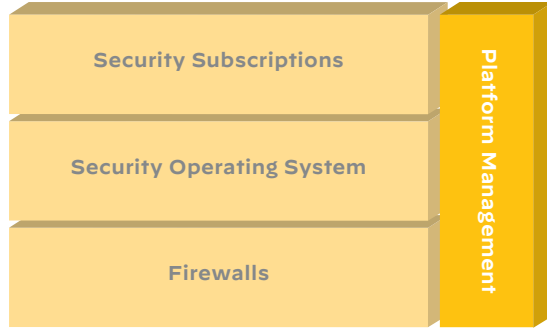 Security Subscriptions
Security Operating System
Firewalls
Platform Management